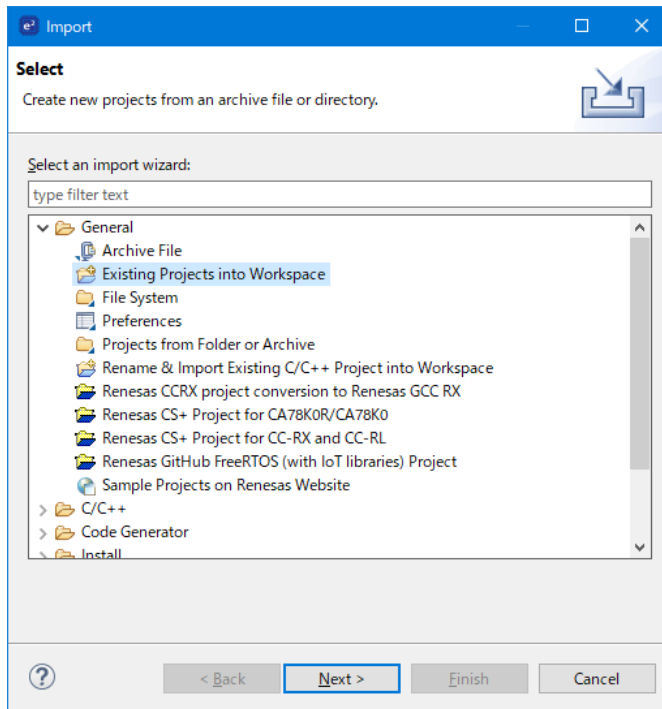 e² Import
Select
Create new projects from an archive file or directory.
Select an import wizard:
type filter text
General
Archive File
Existing Projects into Workspace
File System
Preferences
Projects from Folder or Archive
Rename & Import Existing C/C++ Project into Workspace
Renesas CCRX project conversion to Renesas GCC RX
Renesas CS+ Project for CA78K0R/CA78K0
Renesas CS+ Project for CC-RX and CC-RL
Renesas GitHub FreeRTOS (with IoT libraries) Project
Sample Projects on Renesas Website
C/C++
Code Generator
Install
? < Back Next > Finish Cancel